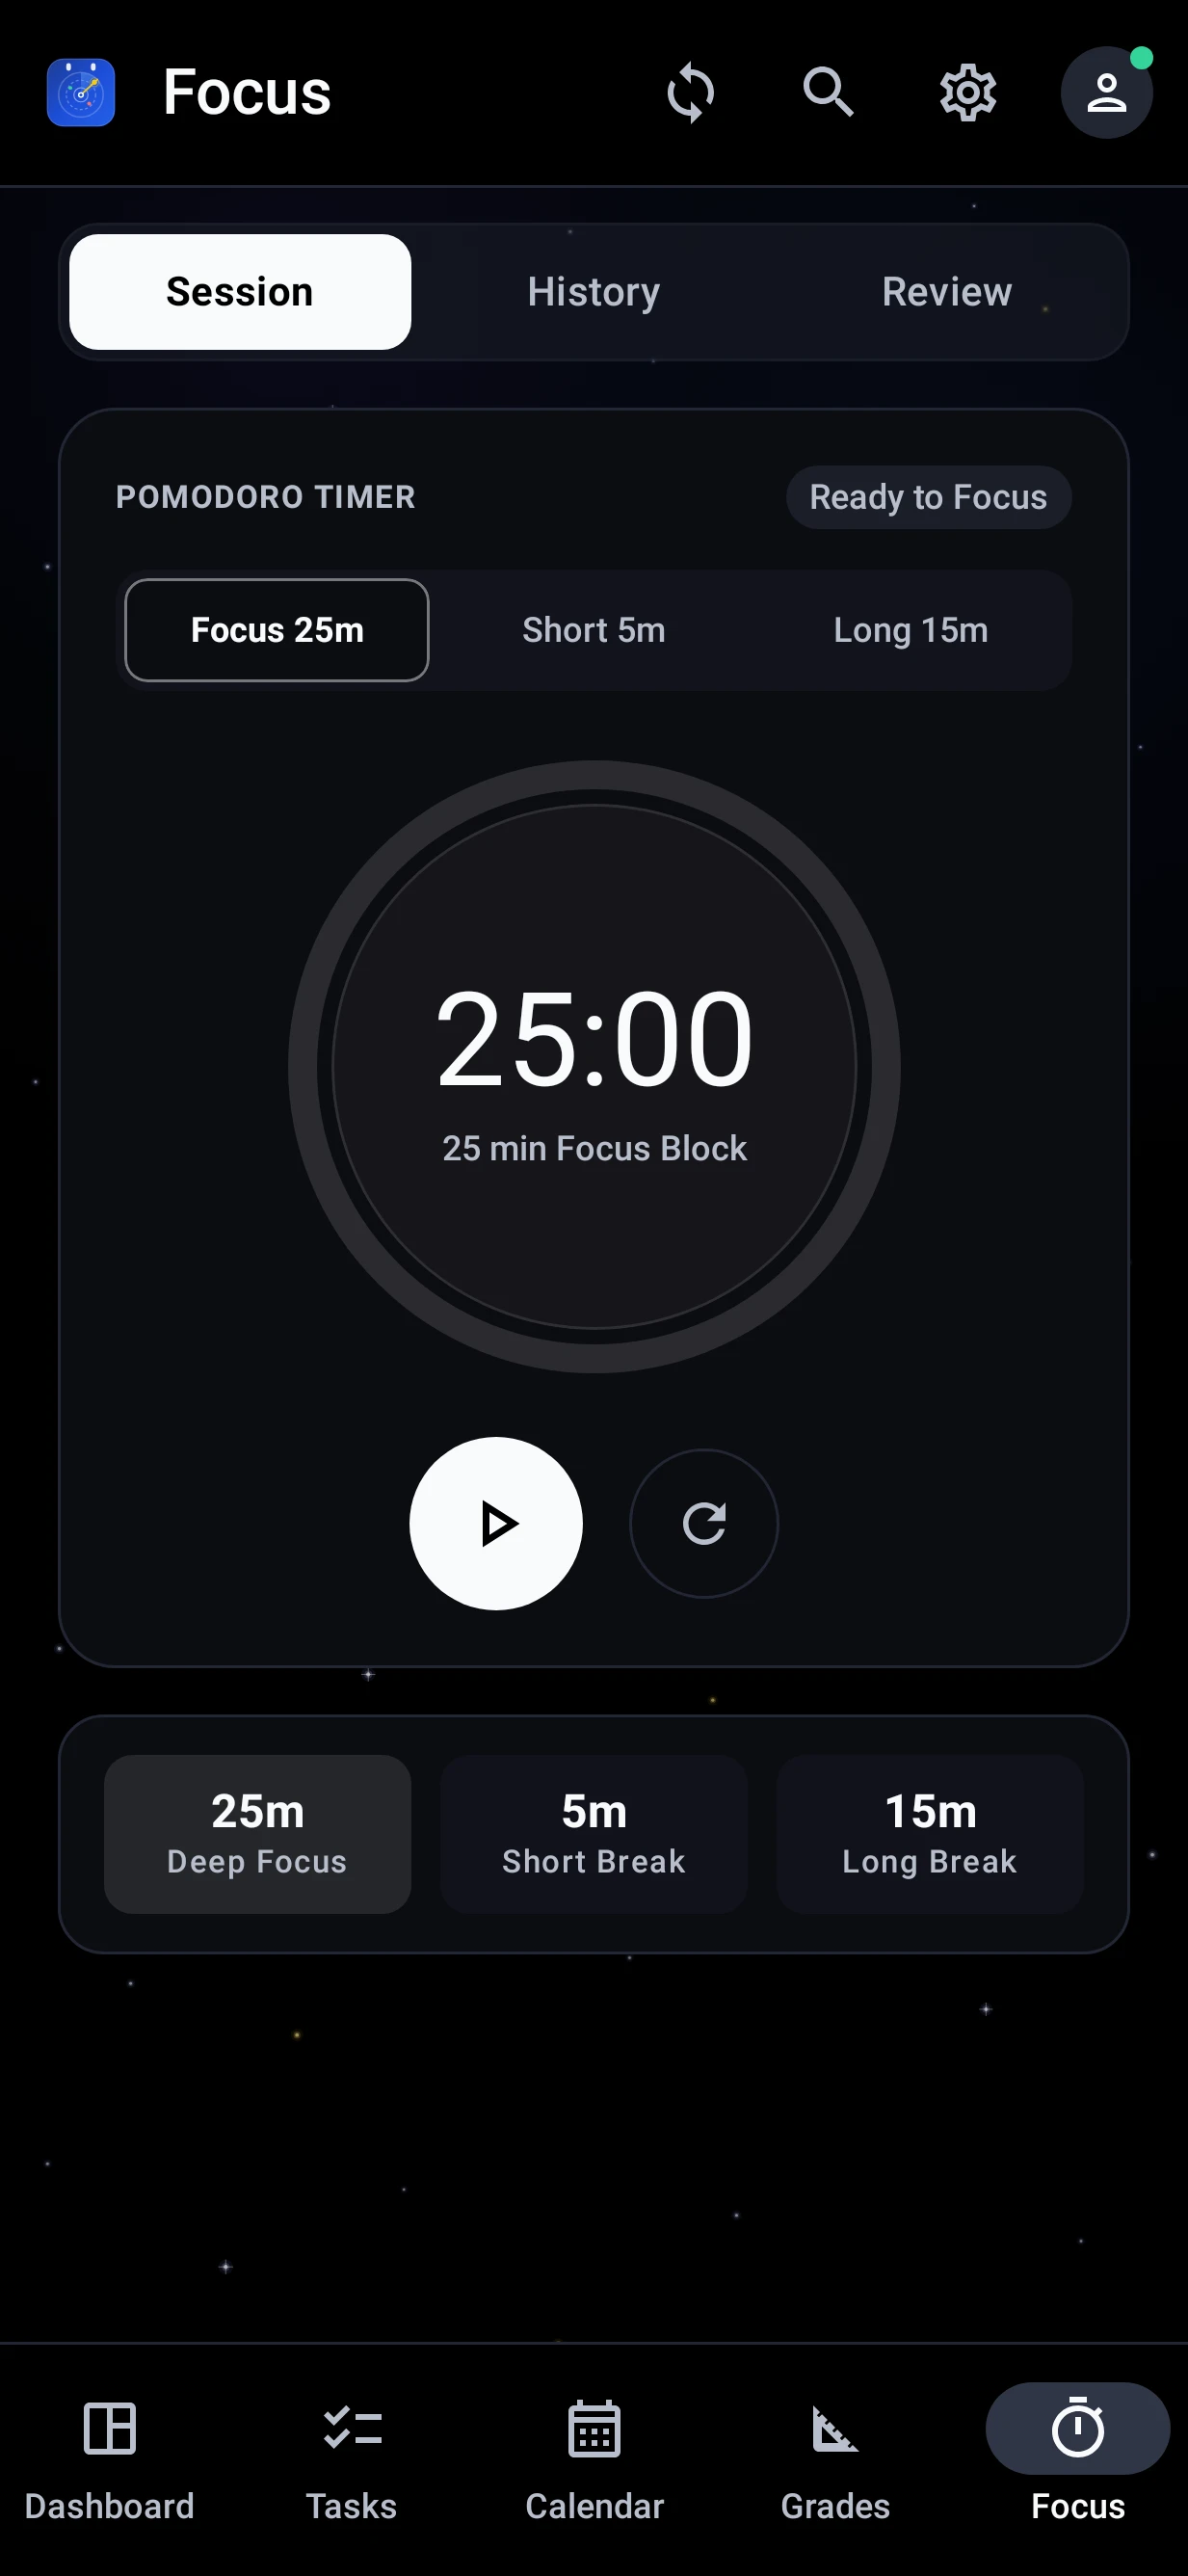 Focus
Session
History
Review
POMODORO TIMER
Ready to Focus
Focus 25m
Short 5m
Long 15m
25:00
25 min Focus Block
25m
Deep Focus
5m
Short Break
15m
Long Break
Dashboard
Tasks
Calendar
Grades
Focus